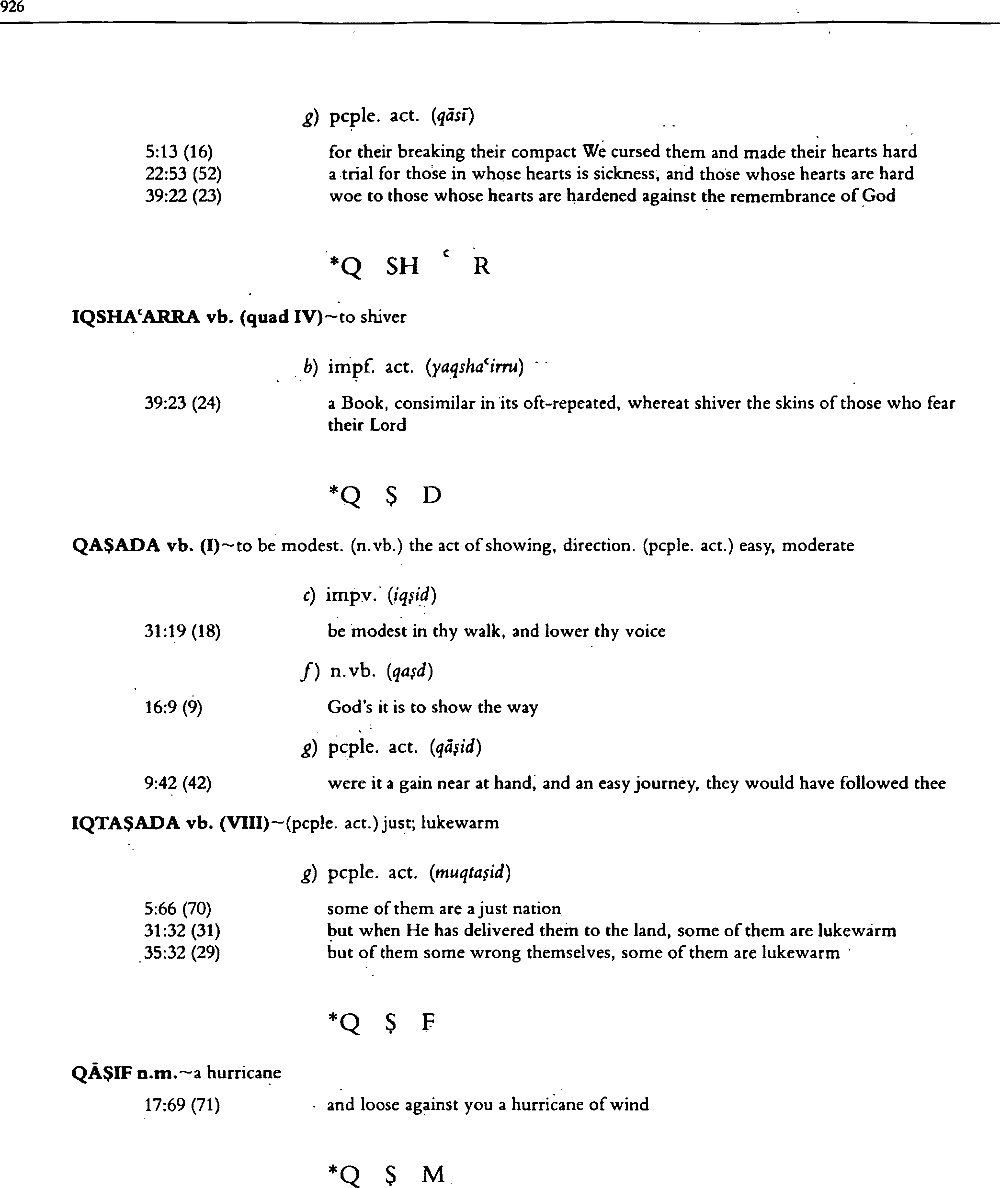 926
g) pcple. act. (qāsī)
5:13 (16) for their breaking their compact We cursed them and made their hearts hard
22:53 (52) a trial for those in whose hearts is sickness, and those whose hearts are hard
39:22 (23) woe to those whose hearts are hardened against the remembrance of God
*Q SH ʿ R
IQSHAʿARRA vb. (quad IV)~to shiver
b) impf. act. (yaqshaʿirru)
39:23 (24) a Book, consimilar in its oft-repeated, whereat shiver the skins of those who fear
their Lord
*Q Ṣ D
QAṢADA vb. (I)~to be modest. (n.vb.) the act of showing, direction. (pcple. act.) easy, moderate
c) impv. (iqṣid)
31:19 (18) be modest in thy walk, and lower thy voice
f) n.vb. (qaṣd)
16:9 (9) God's it is to show the way
g) pcple. act. (qāṣid)
9:42 (42) were it a gain near at hand, and an easy journey, they would have followed thee
IQTAṢADA vb. (VIII)~(pcple. act.) just; lukewarm
g) pcple. act. (muqtaṣid)
5:66 (70) some of them are a just nation
31:32 (31) but when He has delivered them to the land, some of them are lukewarm
35:32 (29) but of them some wrong themselves, some of them are lukewarm
*Q Ṣ F
QĀṢIF n.m.~a hurricane
17:69 (71) and loose against you a hurricane of wind
*Q Ṣ M